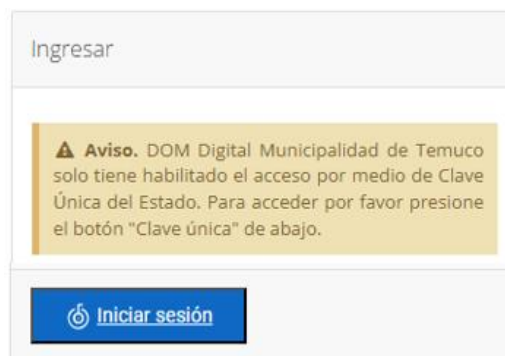 Ingresar
Aviso. DOM Digital Municipalidad de Temuco
solo tiene habilitado el acceso por medio de Clave
Única del Estado. Para acceder por favor presione
el botón "Clave única" de abajo.
Iniciar sesión